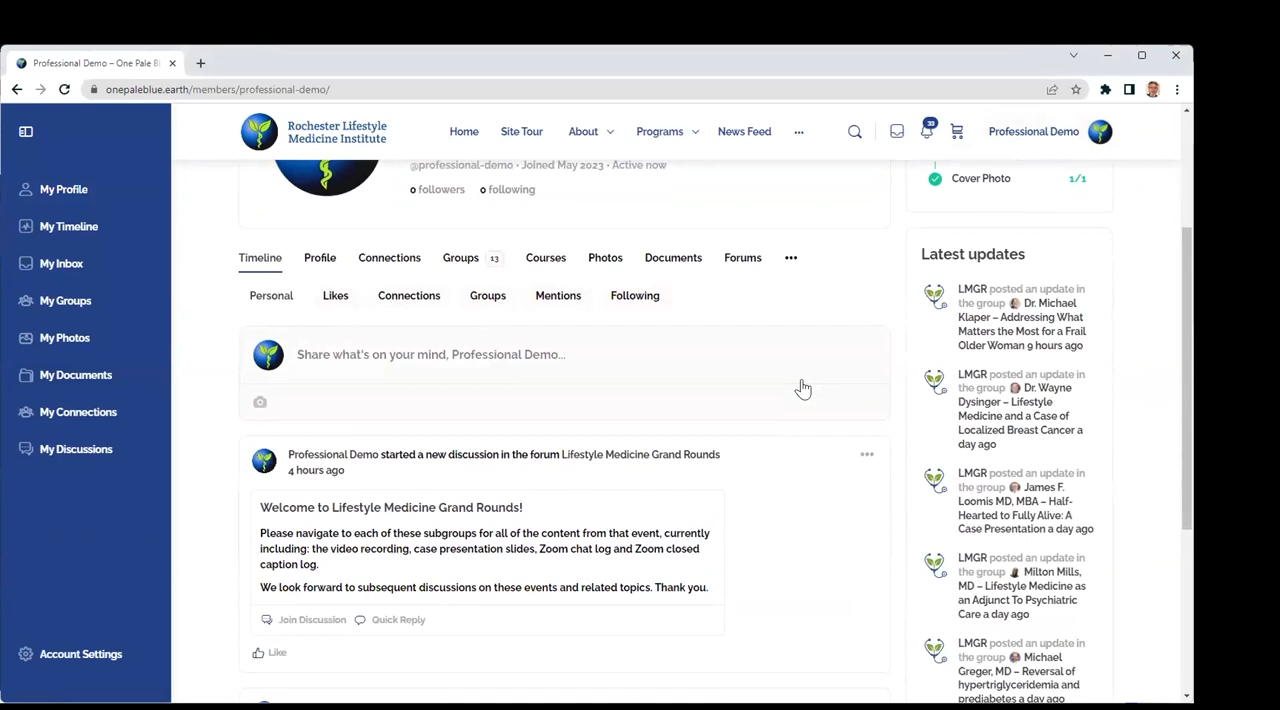 Professional Demo – One Pale Bl
onepaleblue.earth/members/professional-demo/
Rochester Lifestyle
Medicine Institute
Home
Site Tour
About
Programs
News Feed
33
Professional Demo
My Profile
My Timeline
My Inbox
My Groups
My Photos
My Documents
My Connections
My Discussions
Account Settings
@professional-demo • Joined May 2023 • Active now
0 followers 0 following
Timeline
Profile
Connections
Groups 13
Courses
Photos
Documents
Forums
Personal
Likes
Connections
Groups
Mentions
Following
Share what's on your mind, Professional Demo...
Professional Demo started a new discussion in the forum Lifestyle Medicine Grand Rounds
4 hours ago
Welcome to Lifestyle Medicine Grand Rounds!
Please navigate to each of these subgroups for all of the content from that event, currently
including: the video recording, case presentation slides, Zoom chat log and Zoom closed
caption log.
We look forward to subsequent discussions on these events and related topics. Thank you.
Join Discussion Quick Reply
Like
Cover Photo 1/1
Latest updates
LMGR posted an update in
the group Dr. Michael
Klaper – Addressing What
Matters the Most for a Frail
Older Woman 9 hours ago
LMGR posted an update in
the group Dr. Wayne
Dysinger – Lifestyle
Medicine and a Case of
Localized Breast Cancer a
day ago
LMGR posted an update in
the group James F.
Loomis MD, MBA – Half-
Hearted to Fully Alive: A
Case Presentation a day ago
LMGR posted an update in
the group Milton Mills,
MD – Lifestyle Medicine as
an Adjunct To Psychiatric
Care a day ago
LMGR posted an update in
the group Michael
Greger, MD – Reversal of
hypertriglyceridemia and
prediabetes a day ago